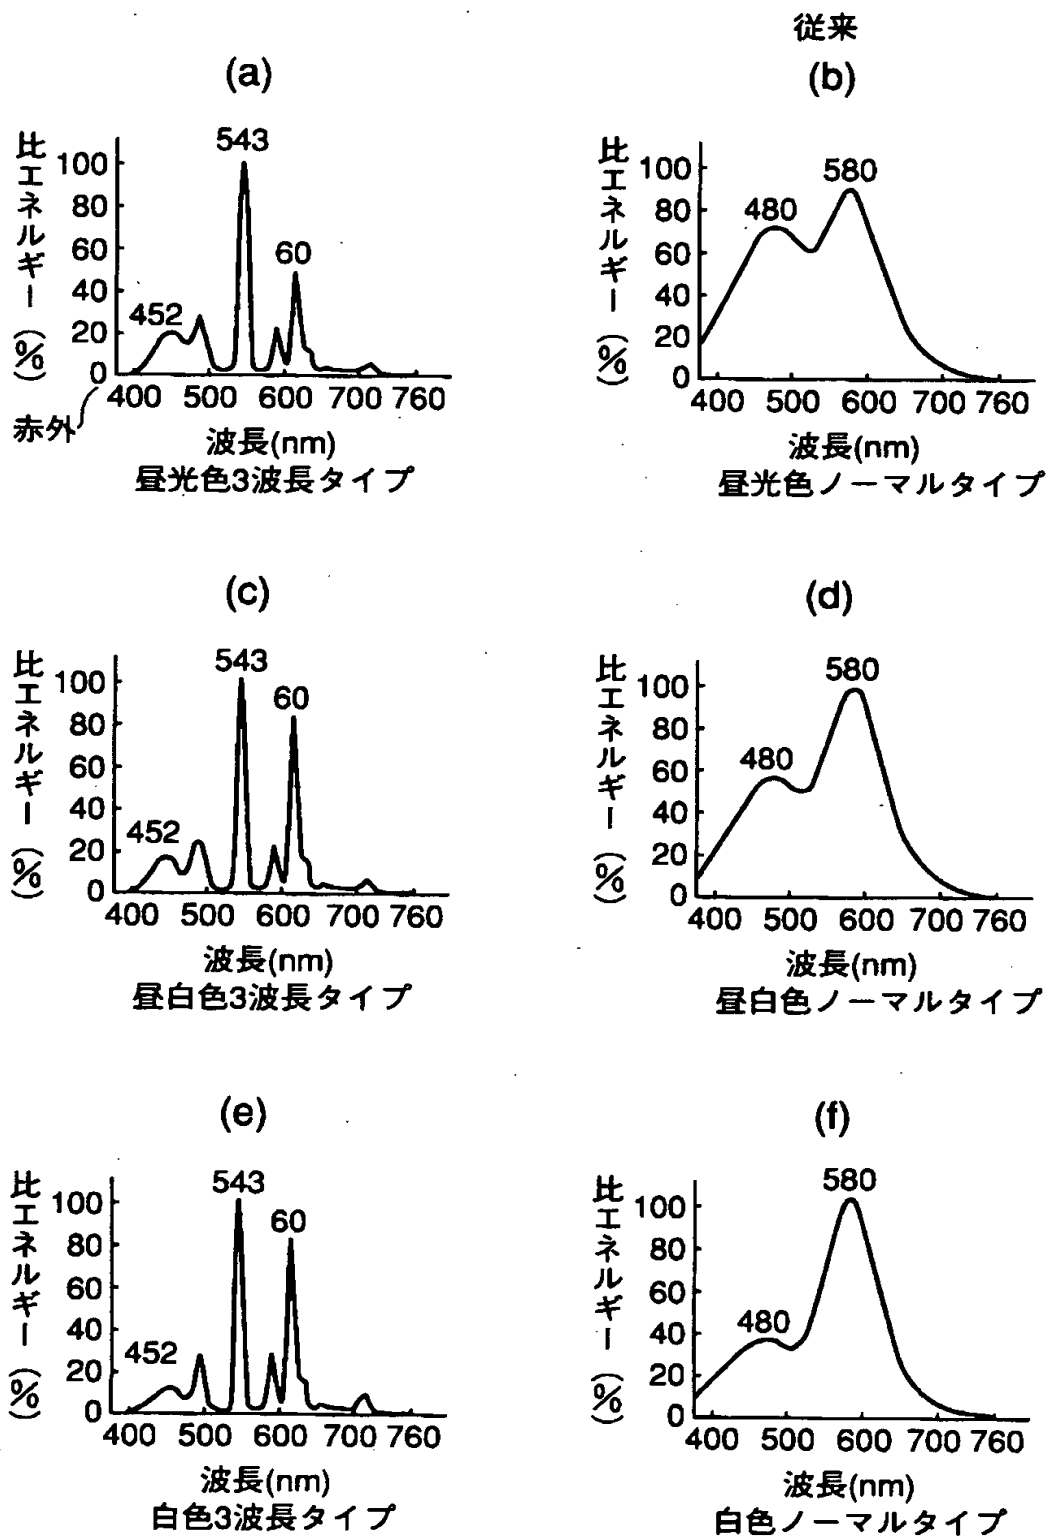 従来
(a)
(b)
543
60
452
比エネルギー(%)
100
80
60
40
20
0
赤外
400 500 600 700 760
波長(nm)
昼光色3波長タイプ
580
480
比エネルギー(%)
100
80
60
40
20
0
400 500 600 700 760
波長(nm)
昼光色ノーマルタイプ
(c)
(d)
543
60
452
比エネルギー(%)
100
80
60
40
20
0
400 500 600 700 760
波長(nm)
昼白色3波長タイプ
580
480
比エネルギー(%)
100
80
60
40
20
0
400 500 600 700 760
波長(nm)
昼白色ノーマルタイプ
(e)
(f)
543
60
452
比エネルギー(%)
100
80
60
40
20
0
400 500 600 700 760
波長(nm)
白色3波長タイプ
580
480
比エネルギー(%)
100
80
60
40
20
0
400 500 600 700 760
波長(nm)
白色ノーマルタイプ